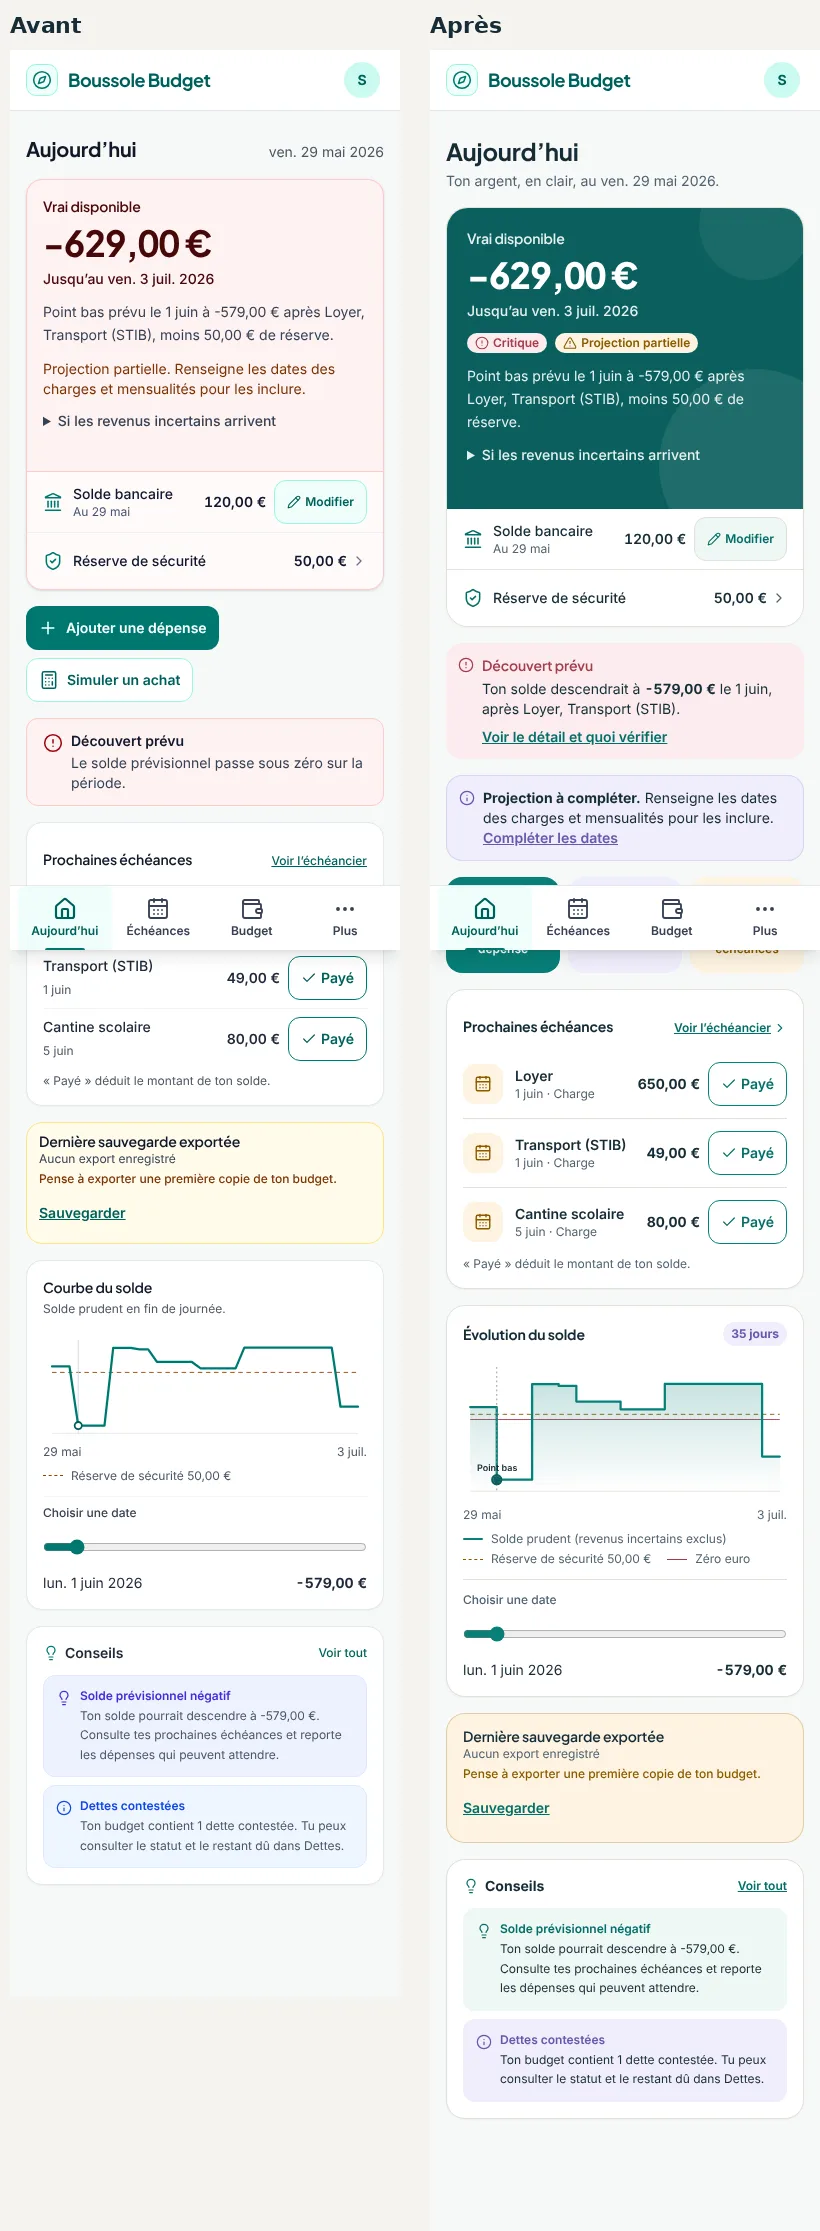 Avant
Boussole Budget
S
Aujourd’hui
ven. 29 mai 2026
Vrai disponible
−629,00 €
Jusqu’au ven. 3 juil. 2026
Point bas prévu le 1 juin à -579,00 € après Loyer,
Transport (STIB), moins 50,00 € de réserve.
Projection partielle. Renseigne les dates des
charges et mensualités pour les inclure.
Si les revenus incertains arrivent
Solde bancaire
Au 29 mai
120,00 €
Modifier
Réserve de sécurité
50,00 €
Ajouter une dépense
Simuler un achat
Découvert prévu
Le solde prévisionnel passe sous zéro sur la
période.
Prochaines échéances
Voir l’échéancier
Aujourd’hui
Échéances
Budget
Plus
Transport (STIB)
1 juin
49,00 €
Payé
Cantine scolaire
5 juin
80,00 €
Payé
« Payé » déduit le montant de ton solde.
Dernière sauvegarde exportée
Aucun export enregistré
Pense à exporter une première copie de ton budget.
Sauvegarder
Courbe du solde
Solde prudent en fin de journée.
29 mai
3 juil.
Réserve de sécurité 50,00 €
Choisir une date
lun. 1 juin 2026
-579,00 €
Conseils
Voir tout
Solde prévisionnel négatif
Ton solde pourrait descendre à -579,00 €.
Consulte tes prochaines échéances et reporte
les dépenses qui peuvent attendre.
Dettes contestées
Ton budget contient 1 dette contestée. Tu peux
consulter le statut et le restant dû dans Dettes.
Après
Boussole Budget
S
Aujourd’hui
Ton argent, en clair, au ven. 29 mai 2026.
Vrai disponible
−629,00 €
Jusqu’au ven. 3 juil. 2026
Critique
Projection partielle
Point bas prévu le 1 juin à -579,00 € après
Loyer, Transport (STIB), moins 50,00 € de
réserve.
Si les revenus incertains arrivent
Solde bancaire
Au 29 mai
120,00 €
Modifier
Réserve de sécurité
50,00 €
Découvert prévu
Ton solde descendrait à -579,00 € le 1 juin,
après Loyer, Transport (STIB).
Voir le détail et quoi vérifier
Projection à compléter. Renseigne les dates
des charges et mensualités pour les inclure.
Compléter les dates
Aujourd’hui
Échéances
Budget
Plus
dépense
échéances
Prochaines échéances
Voir l’échéancier
Loyer
1 juin · Charge
650,00 €
Payé
Transport (STIB)
1 juin · Charge
49,00 €
Payé
Cantine scolaire
5 juin · Charge
80,00 €
Payé
« Payé » déduit le montant de ton solde.
Évolution du solde
35 jours
Point bas
29 mai
3 juil.
Solde prudent (revenus incertains exclus)
Réserve de sécurité 50,00 €
Zéro euro
Choisir une date
lun. 1 juin 2026
-579,00 €
Dernière sauvegarde exportée
Aucun export enregistré
Pense à exporter une première copie de ton budget.
Sauvegarder
Conseils
Voir tout
Solde prévisionnel négatif
Ton solde pourrait descendre à -579,00 €.
Consulte tes prochaines échéances et reporte
les dépenses qui peuvent attendre.
Dettes contestées
Ton budget contient 1 dette contestée. Tu peux
consulter le statut et le restant dû dans Dettes.